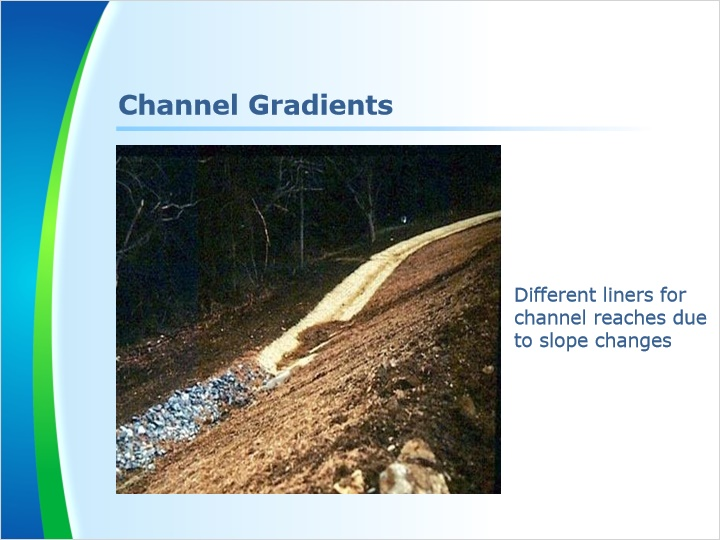 Channel Gradients
Different liners for
channel reaches due
to slope changes